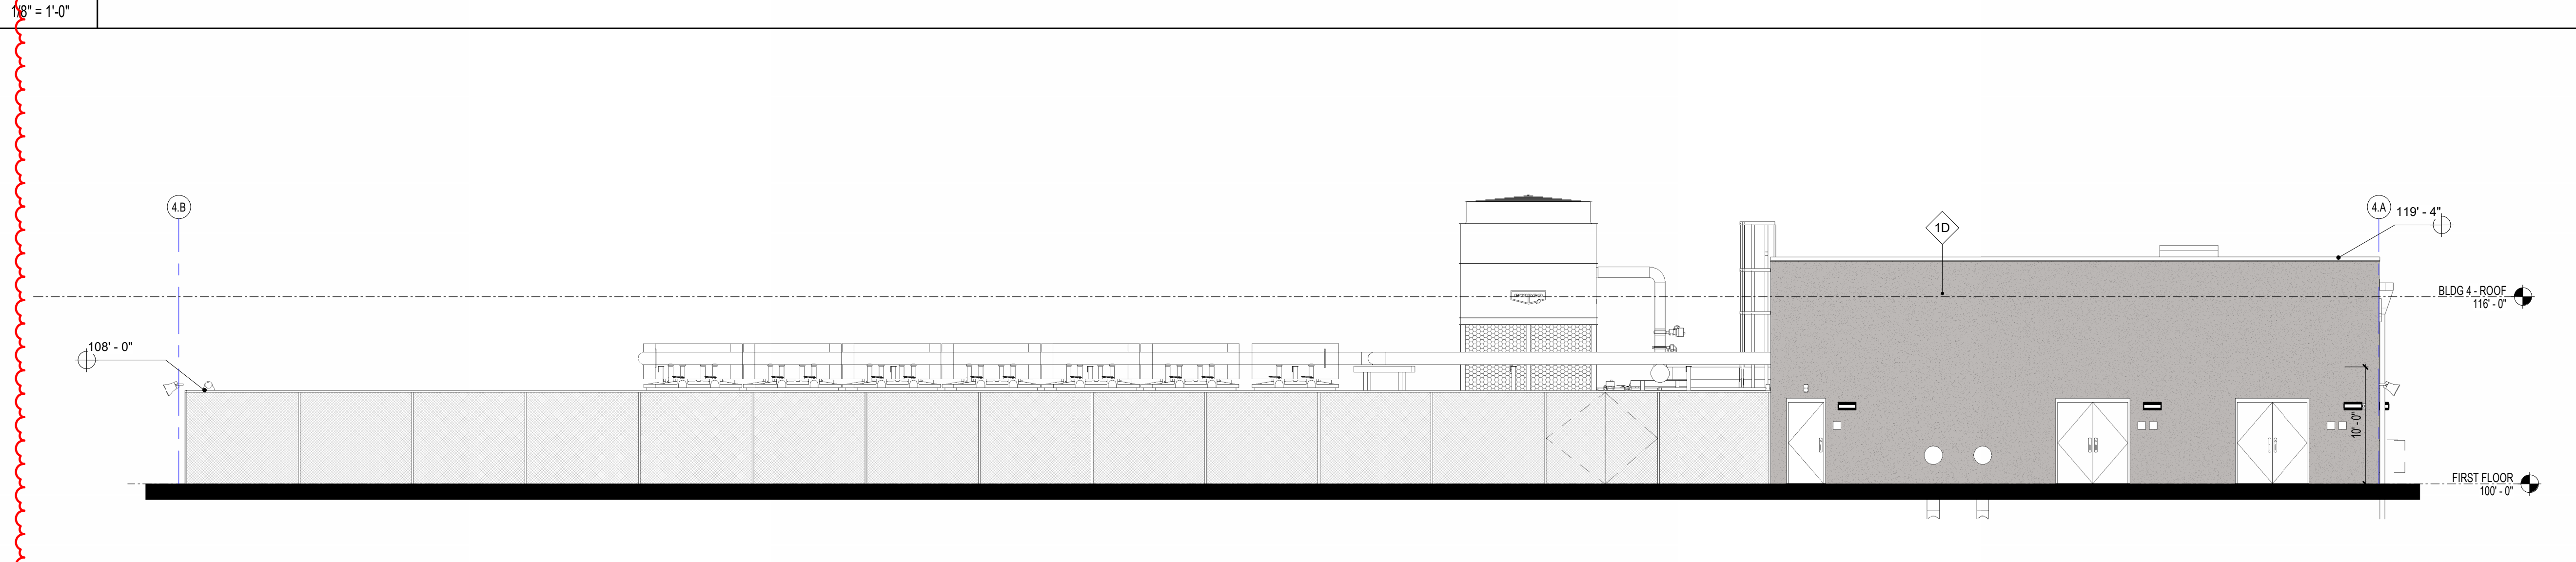 1/8" = 1'-0"
4.B
4.A
119' - 4"
1D
BLDG 4 - ROOF
116' - 0"
108' - 0"
10' - 0"
FIRST FLOOR
100' - 0"